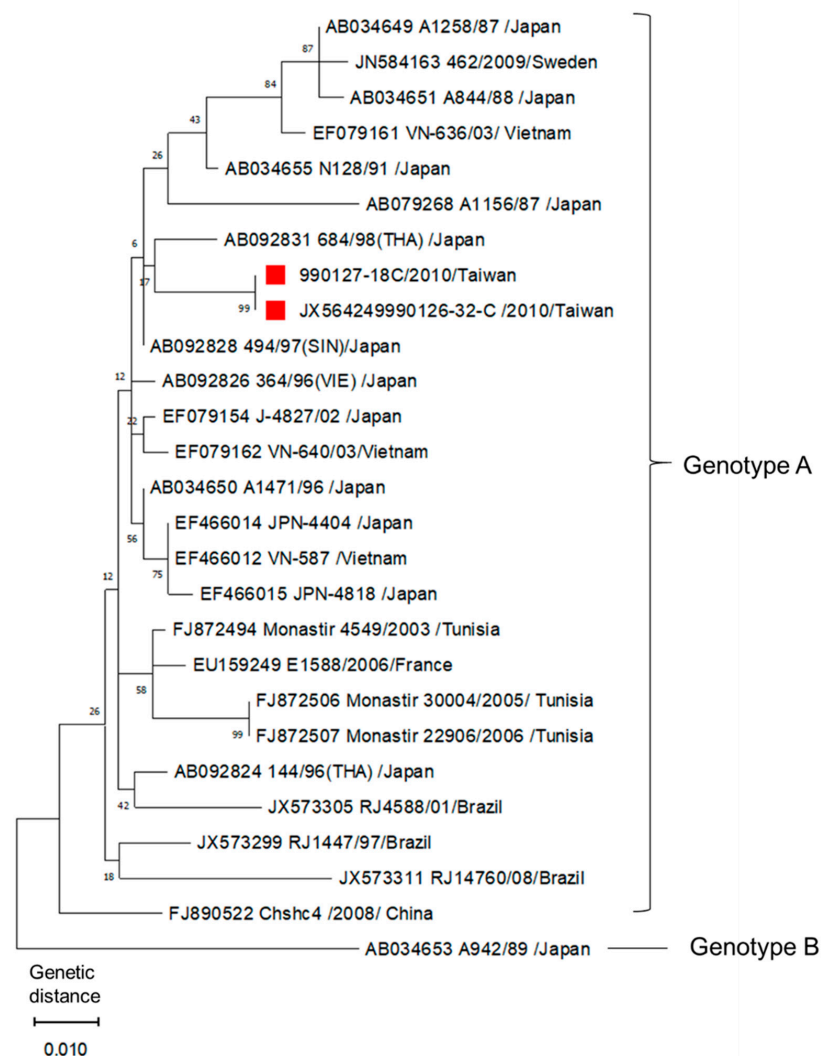 AB034649 A1258/87 /Japan
87
JN584163 462/2009/Sweden
84
AB034651 A844/88 /Japan
43
EF079161 VN-636/03/ Vietnam
26
AB034655 N128/91 /Japan
AB079268 A1156/87 /Japan
6
AB092831 684/98(THA) /Japan
17
990127-18C/2010/Taiwan
99
JX564249990126-32-C /2010/Taiwan
AB092828 494/97(SIN)/Japan
12
AB092826 364/96(VIE) /Japan
22
EF079154 J-4827/02 /Japan
EF079162 VN-640/03/Vietnam
Genotype A
AB034650 A1471/96 /Japan
56
EF466014 JPN-4404 /Japan
EF466012 VN-587 /Vietnam
75
12
EF466015 JPN-4818 /Japan
FJ872494 Monastir 4549/2003 /Tunisia
EU159249 E1588/2006/France
58
FJ872506 Monastir 30004/2005/ Tunisia
26
99
FJ872507 Monastir 22906/2006 /Tunisia
AB092824 144/96(THA) /Japan
42
JX573305 RJ4588/01/Brazil
JX573299 RJ1447/97/Brazil
18
JX573311 RJ14760/08/Brazil
FJ890522 Chshc4 /2008/ China
AB034653 A942/89 /Japan
Genotype B
Genetic
distance
0.010